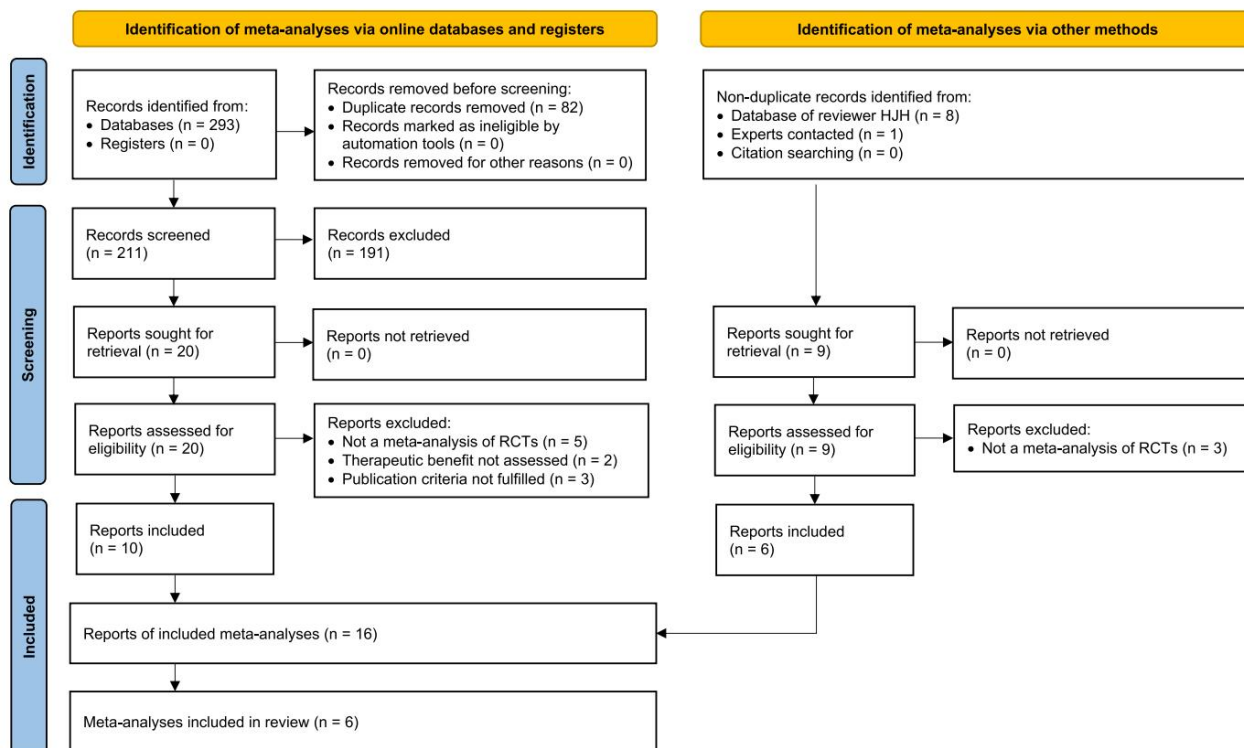 Identification of meta-analyses via online databases and registers
Identification of meta-analyses via other methods
Identification
Records identified from:
• Databases (n = 293)
• Registers (n = 0)
Records removed before screening:
• Duplicate records removed (n = 82)
• Records marked as ineligible by
automation tools (n = 0)
• Records removed for other reasons (n = 0)
Non-duplicate records identified from:
• Database of reviewer HJH (n = 8)
• Experts contacted (n = 1)
• Citation searching (n = 0)
Screening
Records screened
(n = 211)
Records excluded
(n = 191)
Reports sought for
retrieval (n = 20)
Reports not retrieved
(n = 0)
Reports sought for
retrieval (n = 9)
Reports not retrieved
(n = 0)
Reports assessed for
eligibility (n = 20)
Reports excluded:
• Not a meta-analysis of RCTs (n = 5)
• Therapeutic benefit not assessed (n = 2)
• Publication criteria not fulfilled (n = 3)
Reports assessed for
eligibility (n = 9)
Reports excluded:
• Not a meta-analysis of RCTs (n = 3)
Included
Reports included
(n = 10)
Reports included
(n = 6)
Reports of included meta-analyses (n = 16)
Meta-analyses included in review (n = 6)